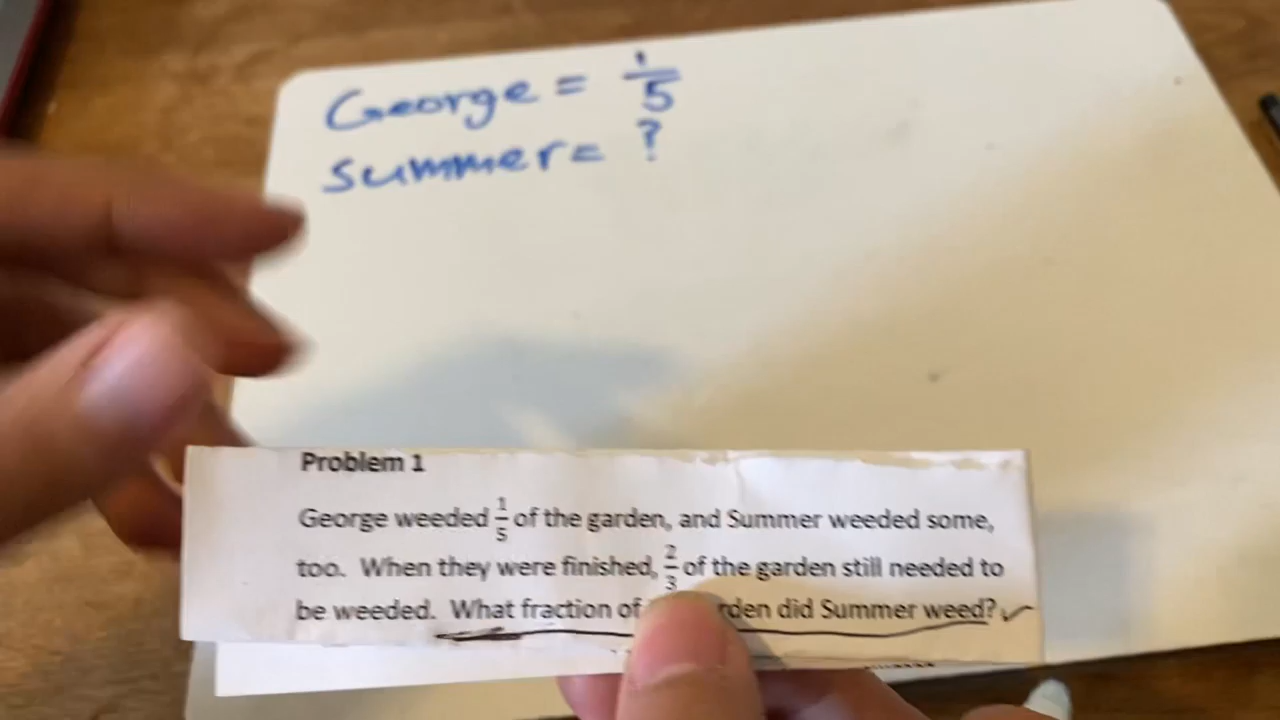 George = 1/5
Summer = ?
Problem 1
George weeded 1/5 of the garden, and Summer weeded some,
too. When they were finished, 2/3 of the garden still needed to
be weeded. What fraction of rden did Summer weed?